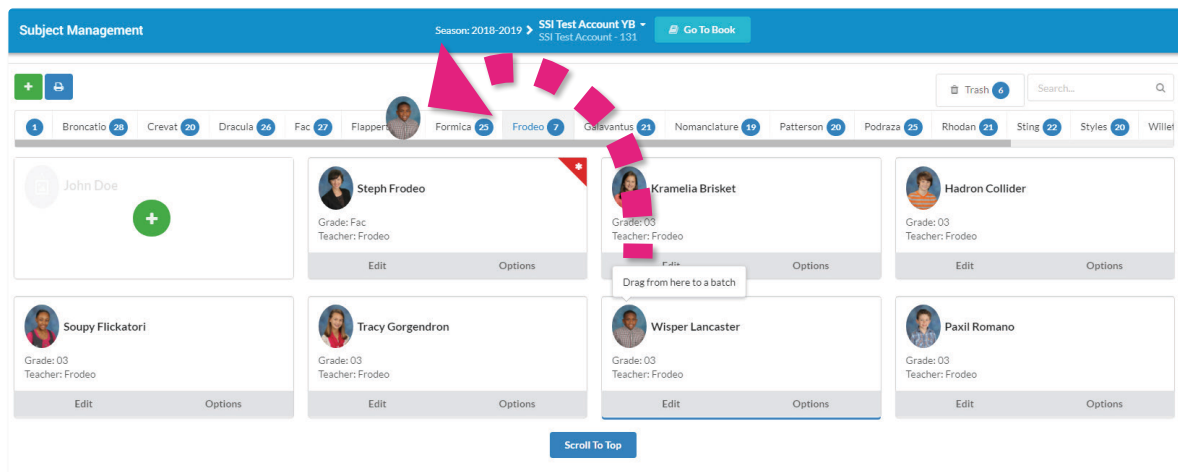 Subject Management
Season: 2018-2019
SSI Test Account YB
SSI Test Account - 131
Go To Book
Trash 6
Search...
1 Broncatio 28 Crevat 20 Dracula 26 Fac 27 Flappert Formica 25 Frodeo 7 Galavantus 21 Nomanclature 19 Patterson 20 Podraza 25 Rhodan 21 Sting 22 Styles 20 Willet
John Doe
Steph Frodeo
Grade: Fac
Teacher: Frodeo
Edit Options
Kramelia Brisket
Grade: 03
Teacher: Frodeo
Edit Options
Hadron Collider
Grade: 03
Teacher: Frodeo
Edit Options
Drag from here to a batch
Soupy Flickatori
Grade: 03
Teacher: Frodeo
Edit Options
Tracy Gorgendron
Grade: 03
Teacher: Frodeo
Edit Options
Wisper Lancaster
Grade: 03
Teacher: Frodeo
Edit Options
Paxil Romano
Grade: 03
Teacher: Frodeo
Edit Options
Scroll To Top